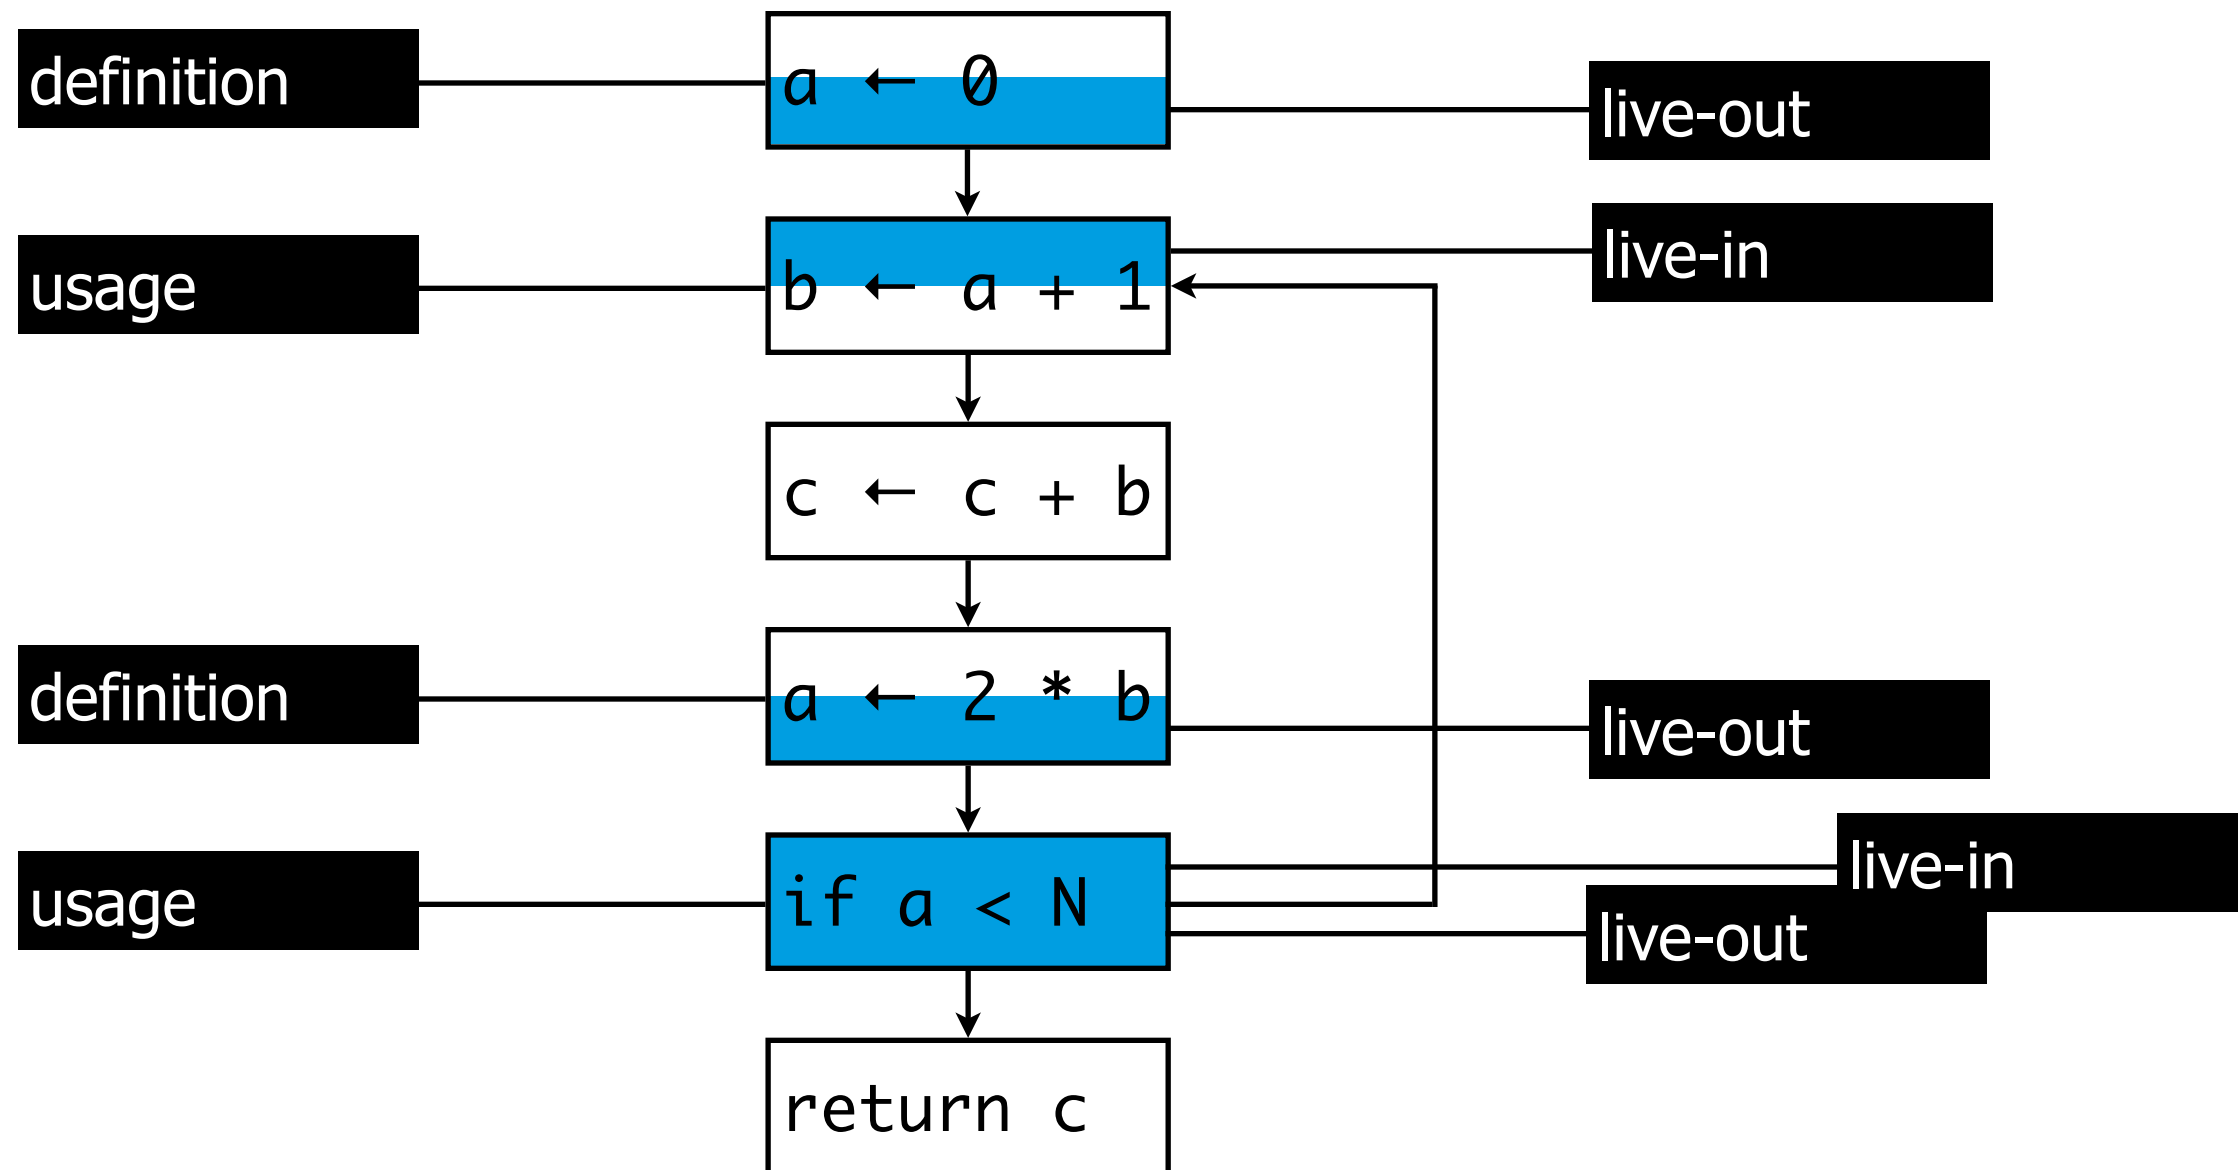 definition
a ← 0
live-out
usage
b ← a + 1
live-in
c ← c + b
definition
a ← 2 * b
live-out
usage
if a < N
live-in
live-out
return c